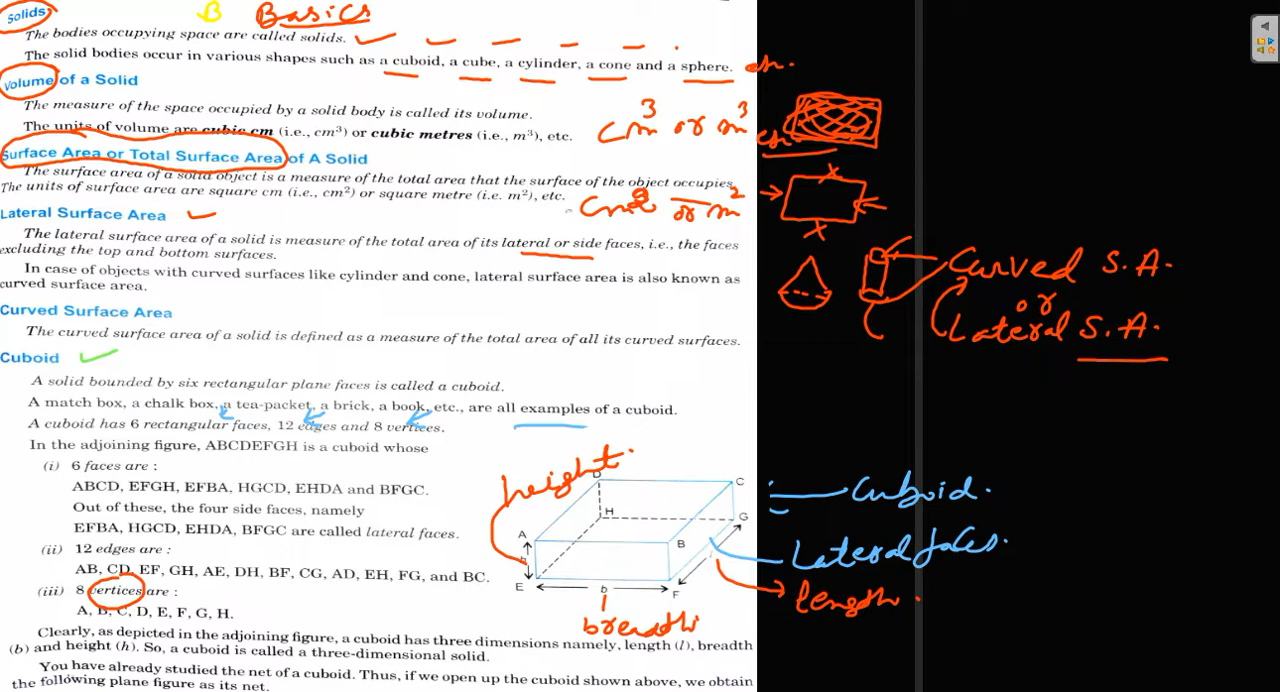 Solids
B
Basics
The bodies occupying space are called solids.
The solid bodies occur in various shapes such as a cuboid, a cube, a cylinder, a cone and a sphere.
Volume of a Solid
The measure of the space occupied by a solid body is called its volume.
The units of volume are cubic cm (i.e., cm³) or cubic metres (i.e., m³), etc.
cm³ or m³
Surface Area or Total Surface Area of A Solid
The surface area of a solid object is a measure of the total area that the surface of the object occupies.
The units of surface area are square cm (i.e., cm²) or square metre (i.e. m²), etc.
or m²
Lateral Surface Area
The lateral surface area of a solid is measure of the total area of its lateral or side faces, i.e., the faces
excluding the top and bottom surfaces.
In case of objects with curved surfaces like cylinder and cone, lateral surface area is also known as
curved surface area.
Curved S.A.
or
Lateral S.A.
Curved Surface Area
The curved surface area of a solid is defined as a measure of the total area of all its curved surfaces.
Cuboid
A solid bounded by six rectangular plane faces is called a cuboid.
A match box, a chalk box, a tea-packet, a brick, a book, etc., are all examples of a cuboid.
A cuboid has 6 rectangular faces, 12 edges and 8 vertices.
In the adjoining figure, ABCDEFGH is a cuboid whose
(i) 6 faces are :
ABCD, EFGH, EFBA, HGCD, EHDA and BFGC.
Out of these, the four side faces, namely
EFBA, HGCD, EHDA, BFGC are called lateral faces.
(ii) 12 edges are :
AB, CD, EF, GH, AE, DH, BF, CG, AD, EH, FG, and BC.
(iii) 8 vertices are :
A, B, C, D, E, F, G, H.
height
D
C
H
G
A
B
E
b
F
breadth
Cuboid.
Lateral faces.
length
Clearly, as depicted in the adjoining figure, a cuboid has three dimensions namely, length (l), breadth
(b) and height (h). So, a cuboid is called a three-dimensional solid.
You have already studied the net of a cuboid. Thus, if we open up the cuboid shown above, we obtain
the following plane figure as its net.